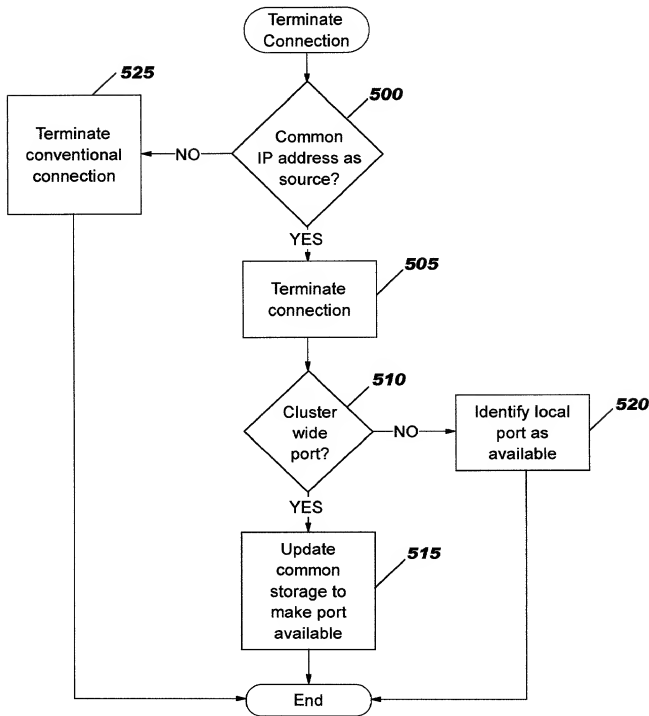 Terminate
Connection
525
500
Terminate
conventional
connection
NO
Common
IP address as
source?
YES
505
Terminate
connection
510
Cluster
wide
port?
NO
Identify local
port as
available
520
YES
Update
common
storage to
make port
available
515
End